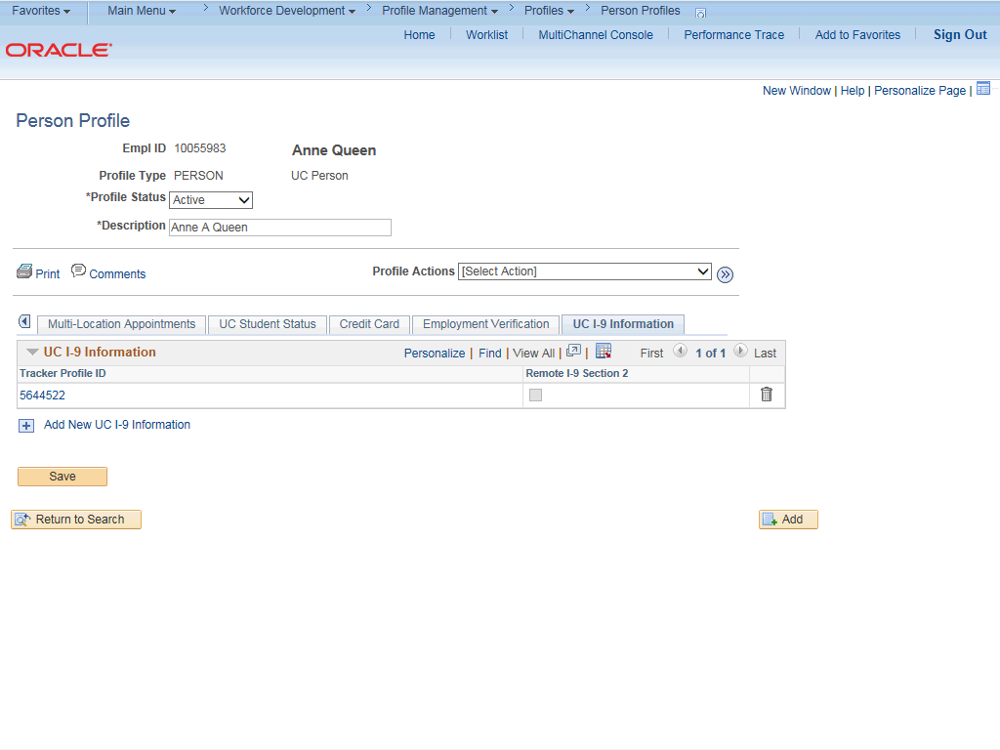 Favorites Main Menu > Workforce Development > Profile Management > Profiles > Person Profiles
Home Worklist MultiChannel Console Performance Trace Add to Favorites Sign Out
ORACLE
New Window | Help | Personalize Page |
Person Profile
Empl ID 10055983 Anne Queen
Profile Type PERSON UC Person
*Profile Status Active
*Description Anne A Queen
Print Comments Profile Actions [Select Action]
Multi-Location Appointments UC Student Status Credit Card Employment Verification UC I-9 Information
UC I-9 Information Personalize | Find | View All | | First 1 of 1 Last
Tracker Profile ID Remote I-9 Section 2
5644522
Add New UC I-9 Information
Save
Return to Search Add